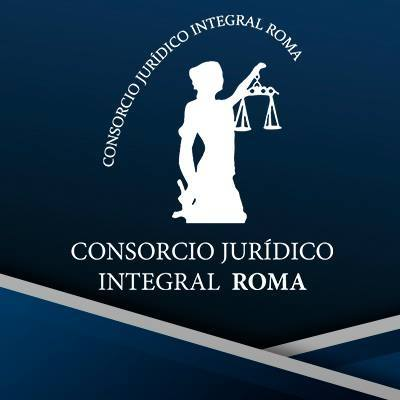 CONSORCIO JURÍDICO INTEGRAL ROMA
CONSORCIO JURÍDICO
INTEGRAL ROMA